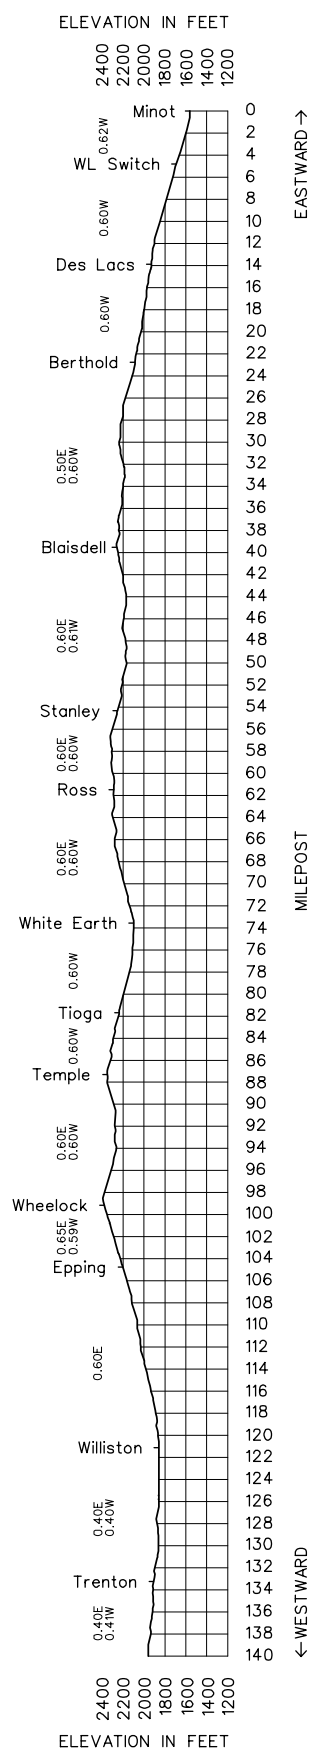 ELEVATION IN FEET
2400 2200 2000 1800 1600 1400 1200
Minot 0
EASTWARD→
0.62W
2
4
WL Switch
6
8
0.60W
10
12
Des Lacs 14
16
0.60W
18
20
22
Berthold
24
26
28
30
0.50E
0.60W
32
34
36
38
Blaisdell 40
42
44
46
0.60E
0.61W
48
50
52
Stanley 54
56
0.60E
0.60W
58
60
Ross 62
64
66
0.60E
0.60W
68
70
MILEPOST
72
White Earth 74
76
0.60W
78
80
Tioga 82
0.60W
84
86
Temple 88
90
92
0.60E
0.60W
94
96
98
Wheelock 100
0.65E
0.59W
102
104
Epping
106
108
110
112
0.60E
114
116
118
120
Williston 122
124
126
0.40E
0.40W
128
130
132
Trenton 134
136
0.40E
0.41W
138
140
←WESTWARD
2400 2200 2000 1800 1600 1400 1200
ELEVATION IN FEET